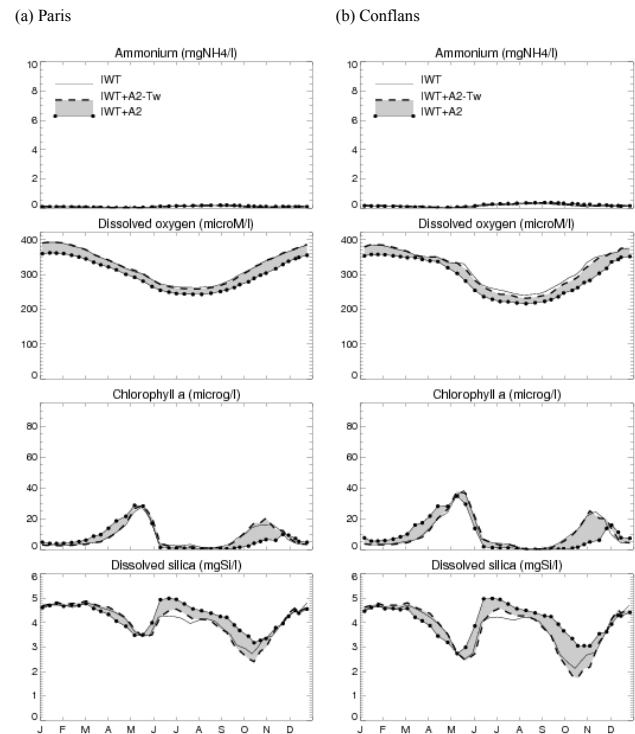 (a) Paris
(b) Conflans
Ammonium (mgNH4/l)
10
8
6
4
2
0
IWT
IWT+A2-Tw
IWT+A2
Ammonium (mgNH4/l)
10
8
6
4
2
0
IWT
IWT+A2-Tw
IWT+A2
Dissolved oxygen (microM/l)
400
300
200
100
0
Dissolved oxygen (microM/l)
400
300
200
100
0
Chlorophyll a (microg/l)
80
60
40
20
0
Chlorophyll a (microg/l)
80
60
40
20
0
Dissolved silica (mgSi/l)
6
5
4
3
2
1
0
J F M A M J J A S O N D
Dissolved silica (mgSi/l)
6
5
4
3
2
1
0
J F M A M J J A S O N D